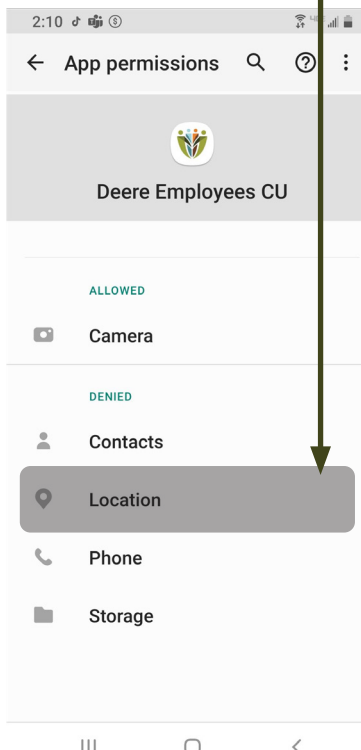 2:10
App permissions
Deere Employees CU
ALLOWED
Camera
DENIED
Contacts
Location
Phone
Storage